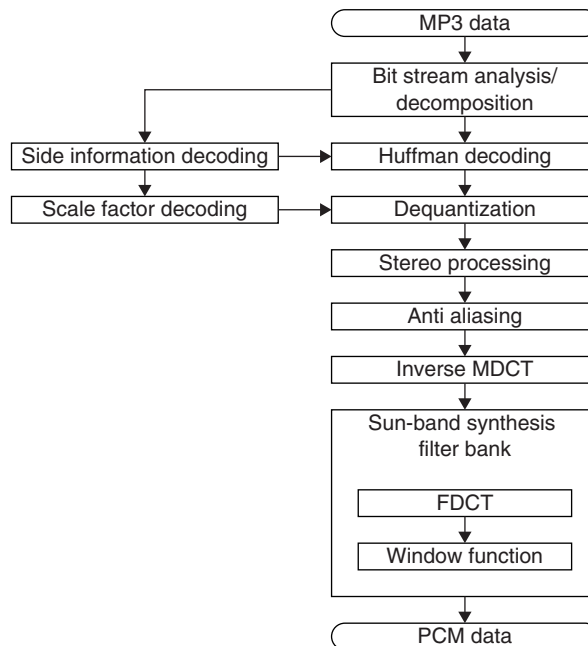 MP3 data
Bit stream analysis/
decomposition
Side information decoding
Huffman decoding
Scale factor decoding
Dequantization
Stereo processing
Anti aliasing
Inverse MDCT
Sun-band synthesis
filter bank
FDCT
Window function
PCM data